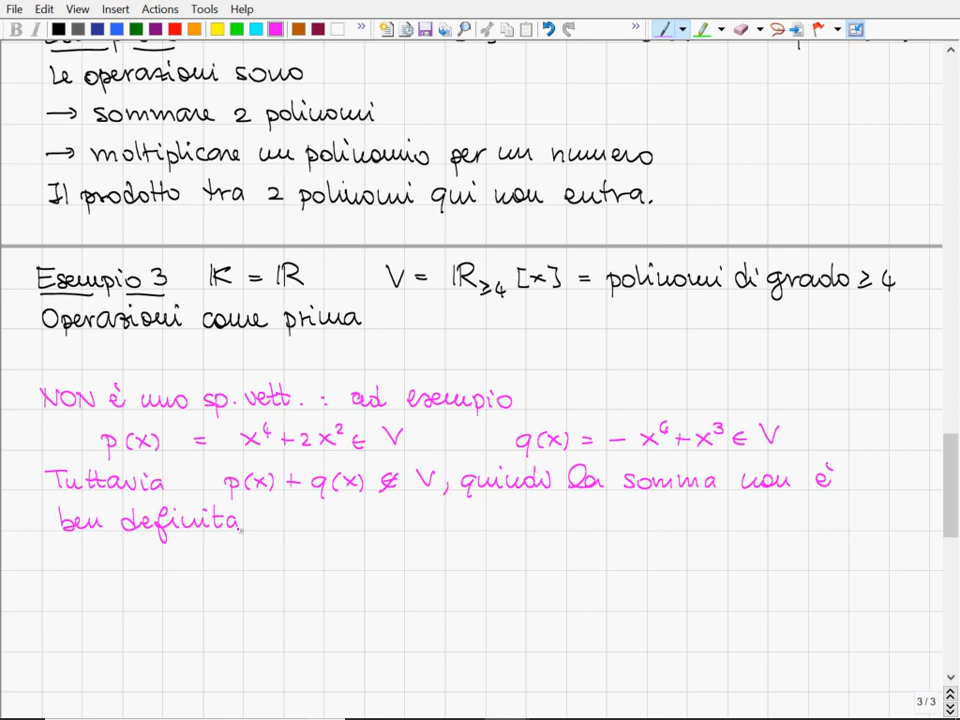 File Edit View Insert Actions Tools Help
B I
Le operazioni sono
→ sommare 2 polinomi
→ moltiplicare un polinomio per un numero
Il prodotto tra 2 polinomi qui non entra.
Esempio 3 K = R V = R≥4 [x] = polinomi di grado ≥ 4
Operazioni come prima
NON è uno sp. vett. : ad esempio
p(x) = x⁴ + 2x² ∈ V q(x) = - x⁴ + x³ ∈ V
Tuttavia p(x) + q(x) ∉ V, quindi la somma non è
ben definita.
3 / 3